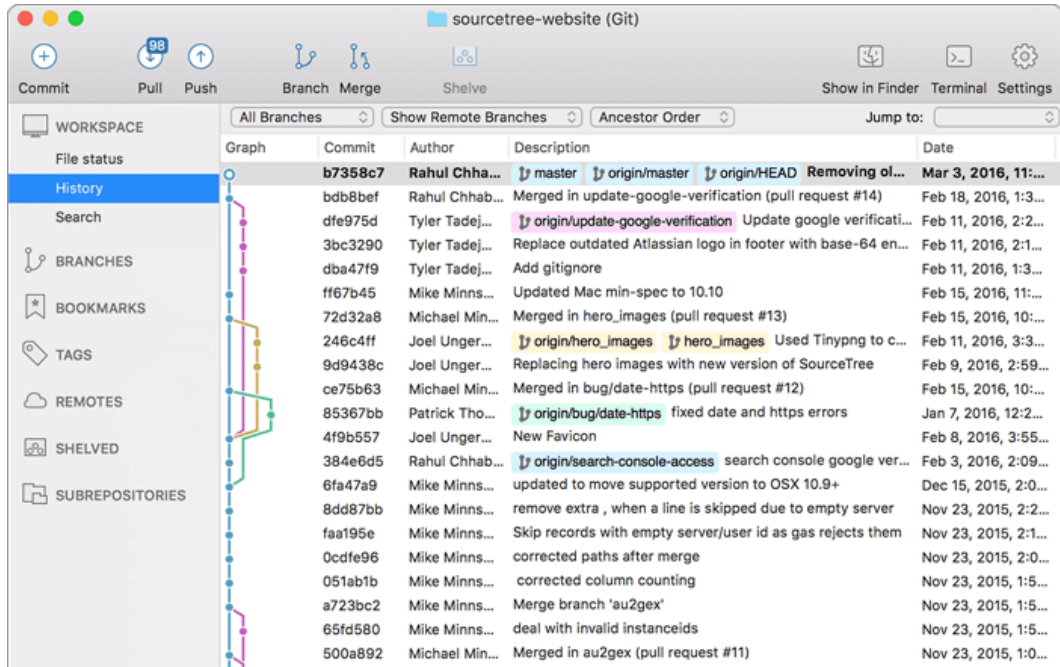 sourcetree-website (Git)
98
Commit Pull Push Branch Merge Shelve Show in Finder Terminal Settings
WORKSPACE
File status
History
Search
BRANCHES
BOOKMARKS
TAGS
REMOTES
SHELVED
SUBREPOSITORIES
All Branches Show Remote Branches Ancestor Order Jump to:
Graph Commit Author Description Date
b7358c7 Rahul Chha... master origin/master origin/HEAD Removing ol... Mar 3, 2016, 11:...
bdb8bef Rahul Chhab... Merged in update-google-verification (pull request #14) Feb 18, 2016, 1:3...
dfe975d Tyler Tadej... origin/update-google-verification Update google verificati... Feb 11, 2016, 2:2...
3bc3290 Tyler Tadej... Replace outdated Atlassian logo in footer with base-64 en... Feb 11, 2016, 2:1...
dba47f9 Tyler Tadej... Add gitignore Feb 11, 2016, 1:3...
ff67b45 Mike Minns... Updated Mac min-spec to 10.10 Feb 15, 2016, 11:...
72d32a8 Michael Min... Merged in hero_images (pull request #13) Feb 15, 2016, 10:...
246c4ff Joel Unger... origin/hero_images hero_images Used Tinypng to c... Feb 11, 2016, 3:3...
9d9438c Joel Unger... Replacing hero images with new version of SourceTree Feb 9, 2016, 2:59...
ce75b63 Michael Min... Merged in bug/date-https (pull request #12) Feb 15, 2016, 10:...
85367bb Patrick Tho... origin/bug/date-https fixed date and https errors Jan 7, 2016, 12:2...
4f9b557 Joel Unger... New Favicon Feb 8, 2016, 3:55...
384e6d5 Rahul Chhab... origin/search-console-access search console google ver... Feb 3, 2016, 2:09...
6fa47a9 Mike Minns... updated to move supported version to OSX 10.9+ Dec 15, 2015, 2:0...
8dd87bb Mike Minns... remove extra , when a line is skipped due to empty server Nov 23, 2015, 2:2...
faa195e Mike Minns... Skip records with empty server/user id as gas rejects them Nov 23, 2015, 2:1...
0cdfe96 Mike Minns... corrected paths after merge Nov 23, 2015, 2:0...
051ab1b Mike Minns... corrected column counting Nov 23, 2015, 1:5...
a723bc2 Mike Minns... Merge branch 'au2gex' Nov 23, 2015, 1:5...
65fd580 Mike Minns... deal with invalid instanceids Nov 23, 2015, 1:5...
500a892 Michael Min... Merged in au2gex (pull request #11) Nov 23, 2015, 1:0...